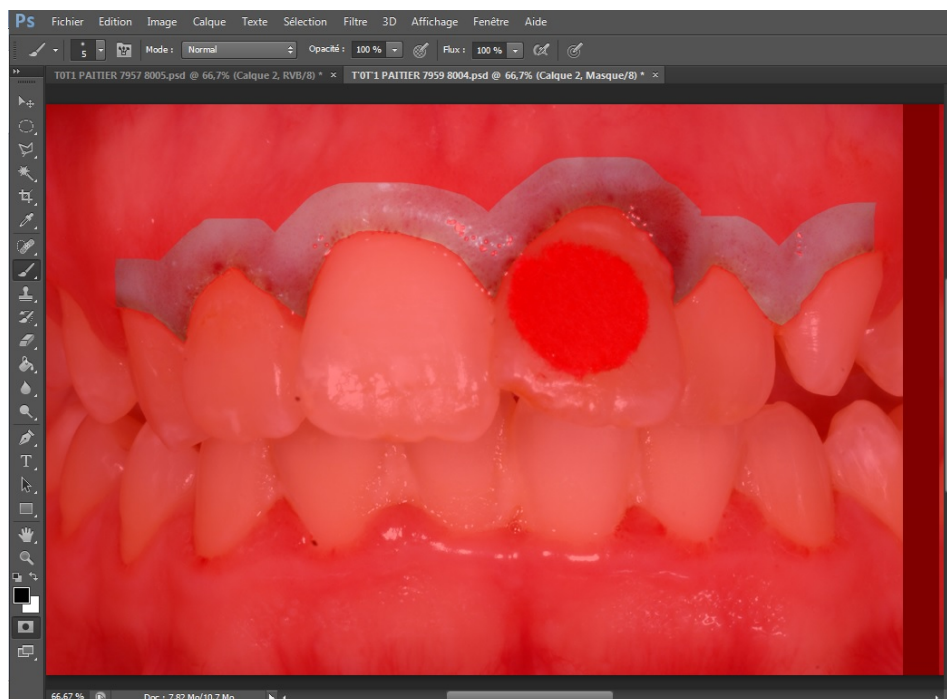 Ps Fichier Edition Image Calque Texte Sélection Filtre 3D Affichage Fenêtre Aide
5 Mode : Normal Opacité : 100 % Flux : 100 %
T0T1 PAITIER 7957 8005.psd @ 66,7% (Calque 2, RVB/8) * × T'0T'1 PAITIER 7959 8004.psd @ 66,7% (Calque 2, Masque/8) * ×
T
66,67 % Doc : 7,82 Mo/10,7 Mo